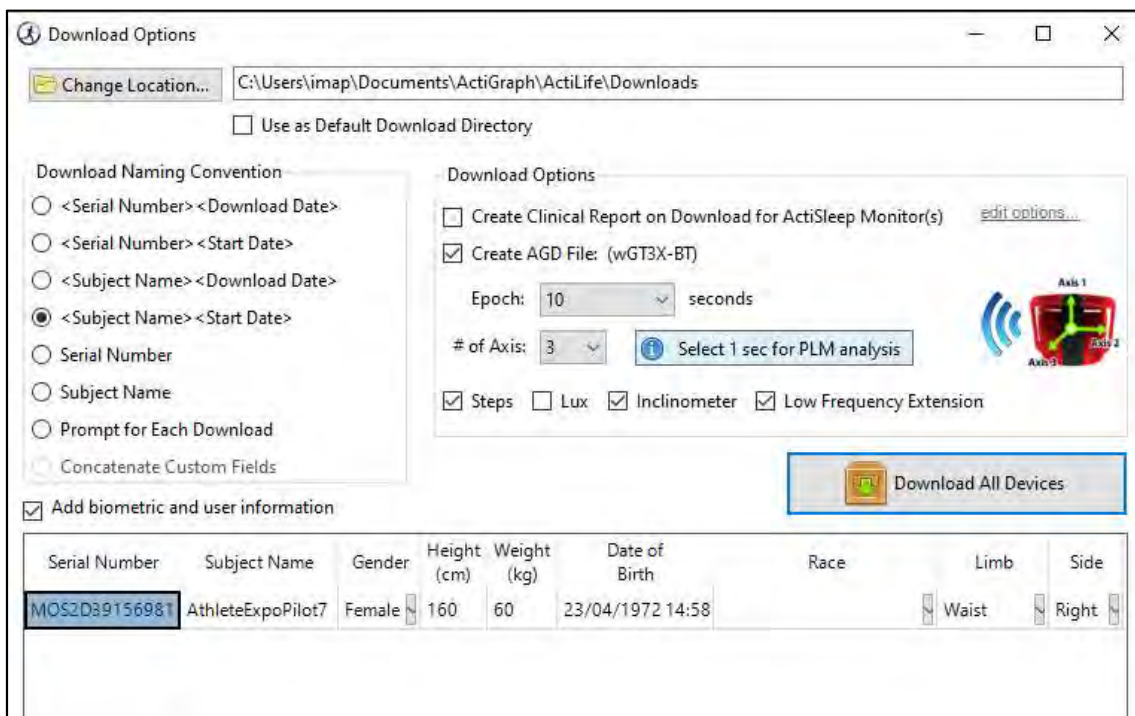 Download Options
Change Location... C:\Users\imap\Documents\ActiGraph\ActiLife\Downloads
Use as Default Download Directory
Download Naming Convention
<Serial Number><Download Date>
<Serial Number><Start Date>
<Subject Name><Download Date>
<Subject Name><Start Date>
Serial Number
Subject Name
Prompt for Each Download
Concatenate Custom Fields
Download Options
Create Clinical Report on Download for ActiSleep Monitor(s) edit options...
Create AGD File: (wGT3X-BT)
Epoch: 10 seconds
# of Axis: 3 Select 1 sec for PLM analysis
Axis 1
Axis 2
Axis 3
Steps Lux Inclinometer Low Frequency Extension
Download All Devices
Add biometric and user information
Serial Number Subject Name Gender Height (cm) Weight (kg) Date of Birth Race Limb Side
MOS2D39156981 AthleteExpoPilot7 Female 160 60 23/04/1972 14:58 Waist Right